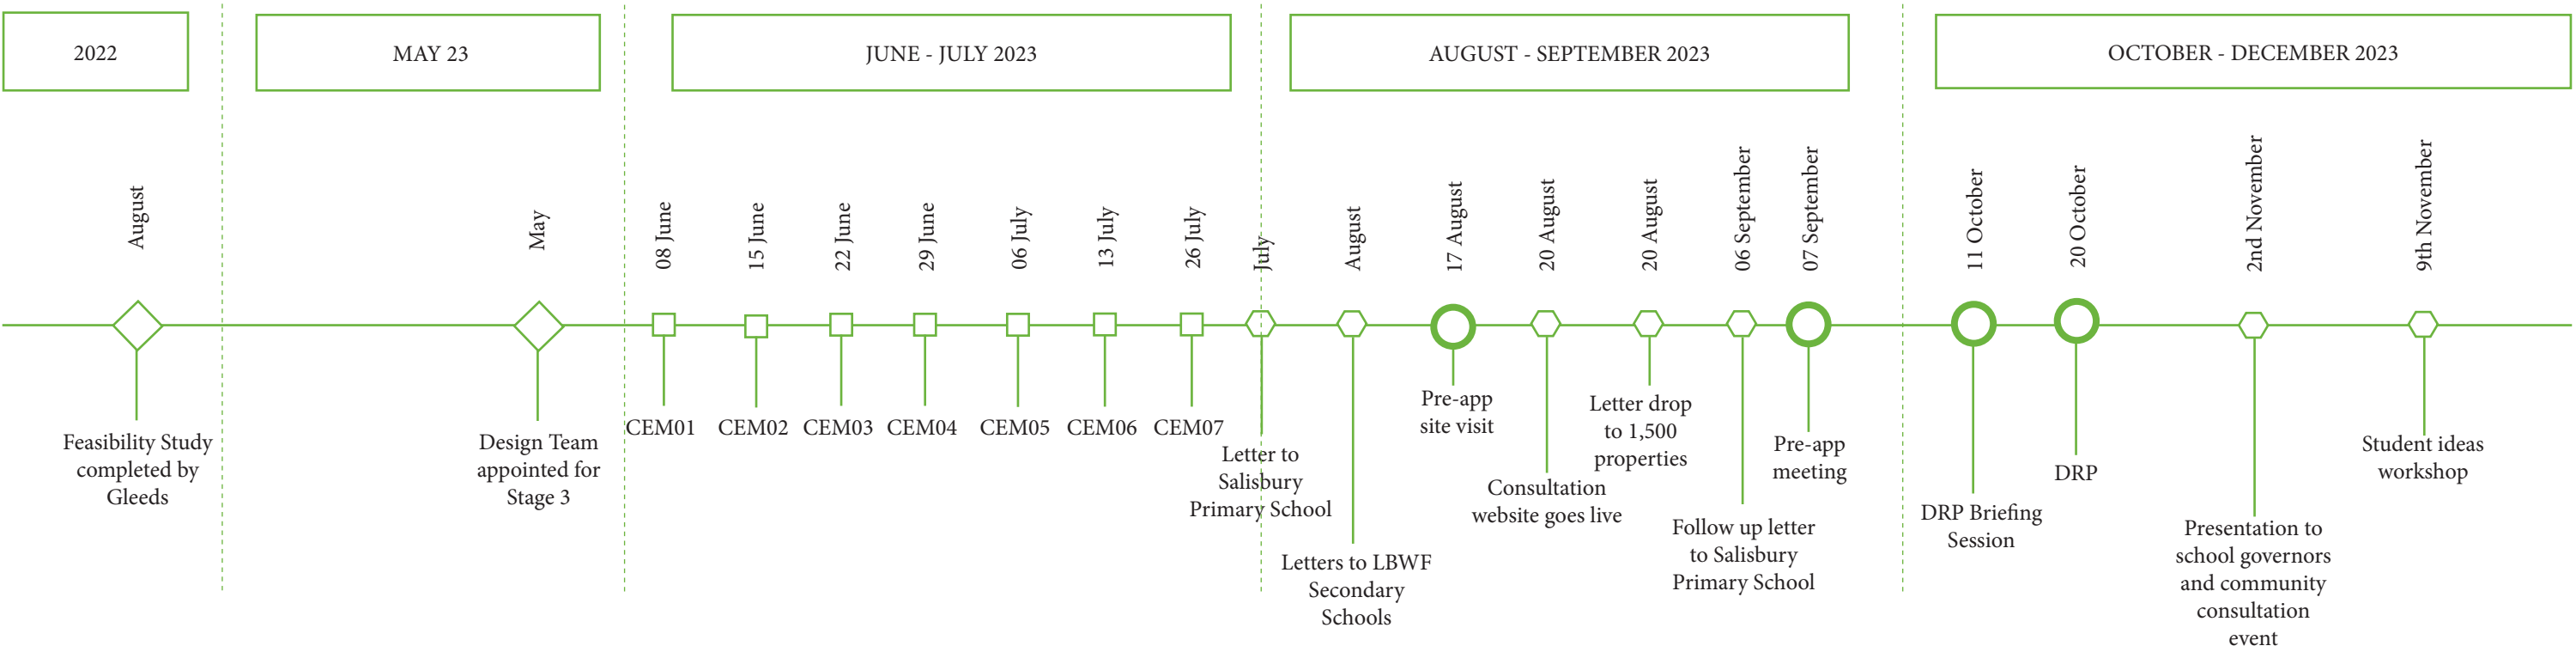 2022
MAY 23
JUNE - JULY 2023
AUGUST - SEPTEMBER 2023
OCTOBER - DECEMBER 2023
August
May
08 June
15 June
22 June
29 June
06 July
13 July
26 July
July
August
17 August
20 August
20 August
06 September
07 September
11 October
20 October
2nd November
9th November
Feasibility Study
completed by
Gleeds
Design Team
appointed for
Stage 3
CEM01
CEM02
CEM03
CEM04
CEM05
CEM06
CEM07
Letter to
Salisbury
Primary School
Letters to LBWF
Secondary
Schools
Pre-app
site visit
Consultation
website goes live
Letter drop
to 1,500
properties
Follow up letter
to Salisbury
Primary School
Pre-app
meeting
DRP Briefing
Session
DRP
Presentation to
school governors
and community
consultation
event
Student ideas
workshop